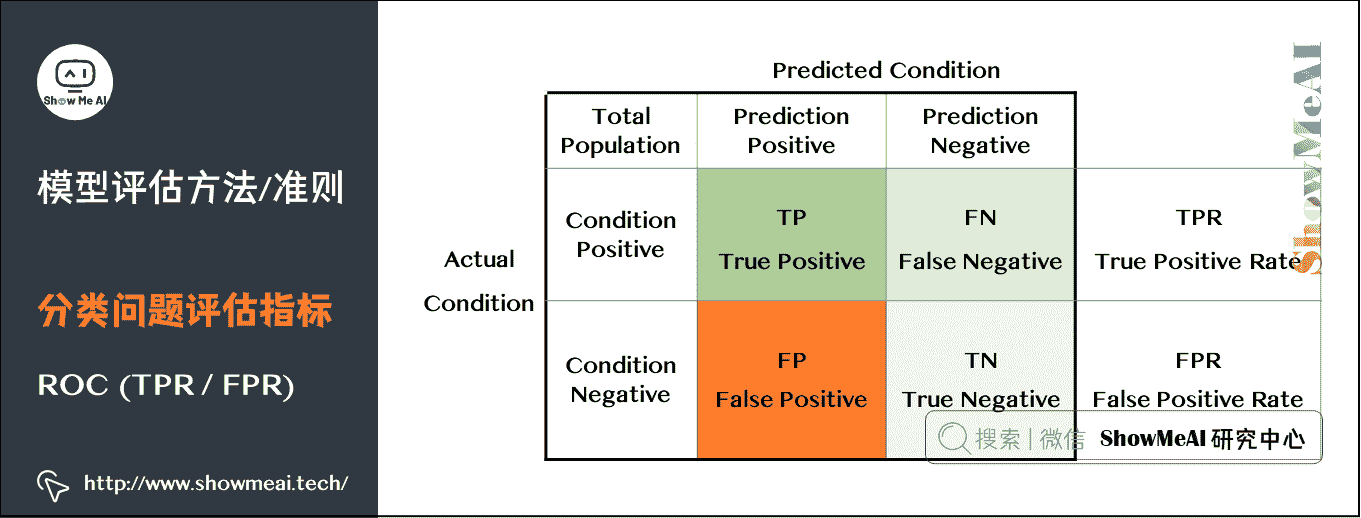 Show Me AI
模型评估方法/准则
分类问题评估指标
ROC (TPR / FPR)
http://www.showmeai.tech/
Predicted Condition
Total Population
Prediction Positive
Prediction Negative
Actual Condition
Condition Positive
TP
True Positive
FN
False Negative
TPR
True Positive Rate
Condition Negative
FP
False Positive
TN
True Negative
FPR
False Positive Rate
搜索 | 微信 ShowMeAI 研究中心
ShowMeAI